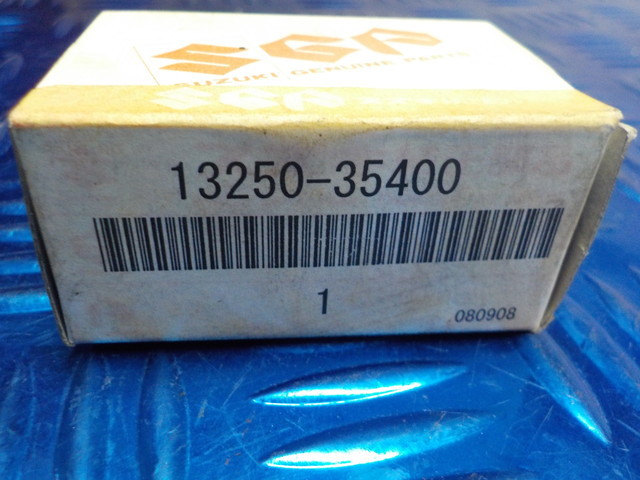 SGP
SUZUKI GENUINE PARTS
13250-35400
1
080908